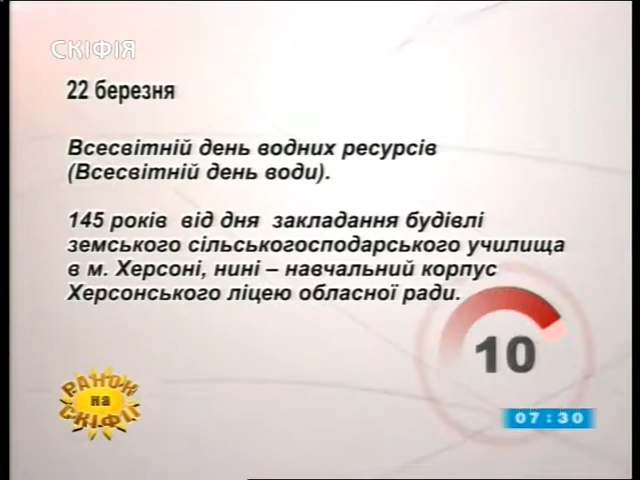 СКІФІЯ
22 березня
Всесвітній день водних ресурсів
(Всесвітній день води).
145 років від дня закладання будівлі
земського сільськогосподарського училища
в м. Херсоні, нині – навчальний корпус
Херсонського ліцею обласної ради.
10
РАНОК
на
СКІФІЇ
07:30